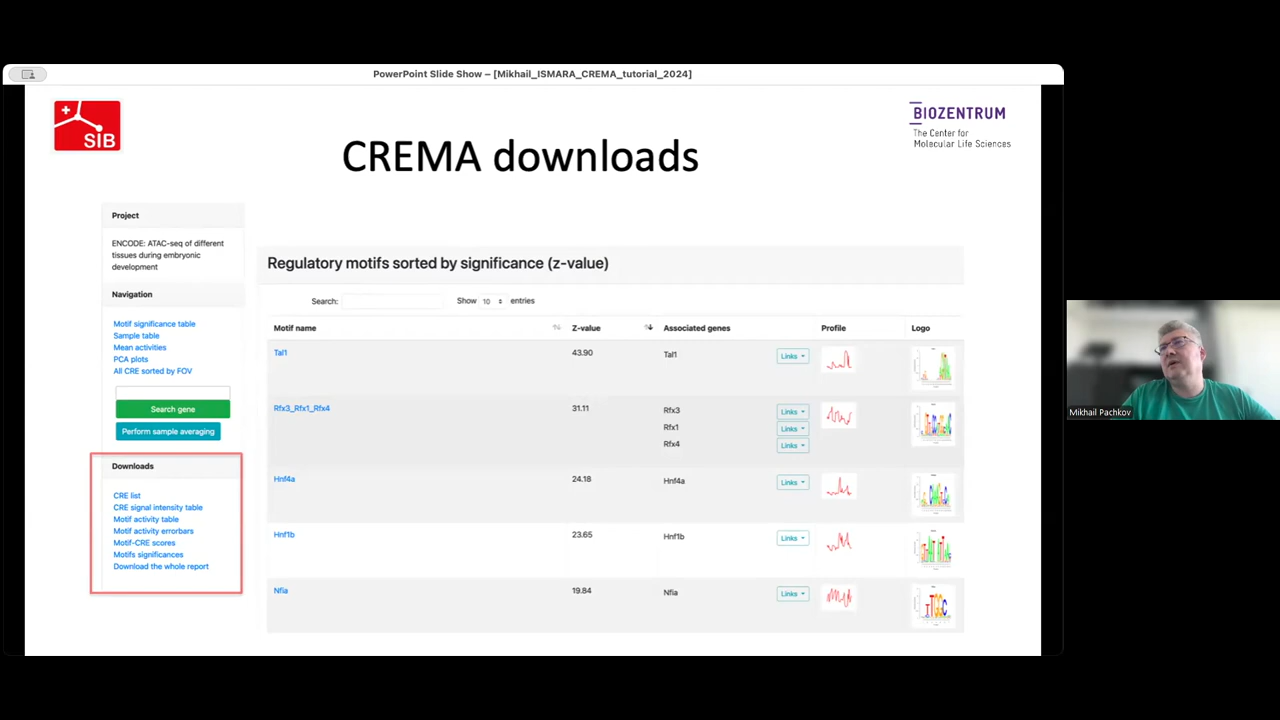 PowerPoint Slide Show – [Mikhail_ISMARA_CREMA_tutorial_2024]
SIB
BIOZENTRUM
The Center for
Molecular Life Sciences
CREMA downloads
Project
ENCODE: ATAC-seq of different
tissues during embryonic
development
Navigation
Motif significance table
Sample table
Mean activities
PCA plots
All CRE sorted by FOV
Search gene
Perform sample averaging
Downloads
CRE list
CRE signal intensity table
Motif activity table
Motif activity errorbars
Motif-CRE scores
Motifs significances
Download the whole report
Regulatory motifs sorted by significance (z-value)
Search: Show 10 entries
Motif name Z-value Associated genes Profile Logo
Tal1 43.90 Tal1 Links
Rfx3_Rfx1_Rfx4 31.11 Rfx3 Links
Rfx1 Links
Rfx4 Links
Hnf4a 24.18 Hnf4a Links
Hnf1b 23.65 Hnf1b Links
Nfia 19.84 Nfia Links
Mikhail Pachkov